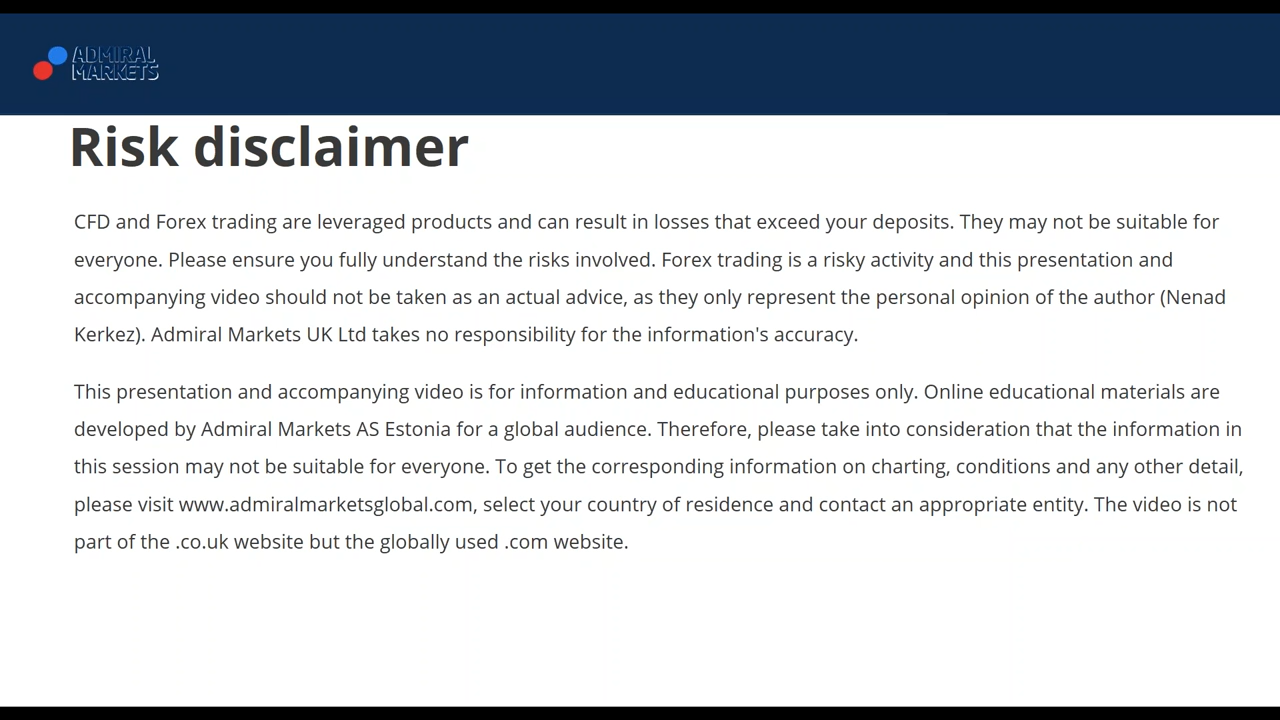 ADMIRAL
MARKETS
Risk disclaimer
CFD and Forex trading are leveraged products and can result in losses that exceed your deposits. They may not be suitable for
everyone. Please ensure you fully understand the risks involved. Forex trading is a risky activity and this presentation and
accompanying video should not be taken as an actual advice, as they only represent the personal opinion of the author (Nenad
Kerkez). Admiral Markets UK Ltd takes no responsibility for the information's accuracy.
This presentation and accompanying video is for information and educational purposes only. Online educational materials are
developed by Admiral Markets AS Estonia for a global audience. Therefore, please take into consideration that the information in
this session may not be suitable for everyone. To get the corresponding information on charting, conditions and any other detail,
please visit www.admiralmarketsglobal.com, select your country of residence and contact an appropriate entity. The video is not
part of the .co.uk website but the globally used .com website.